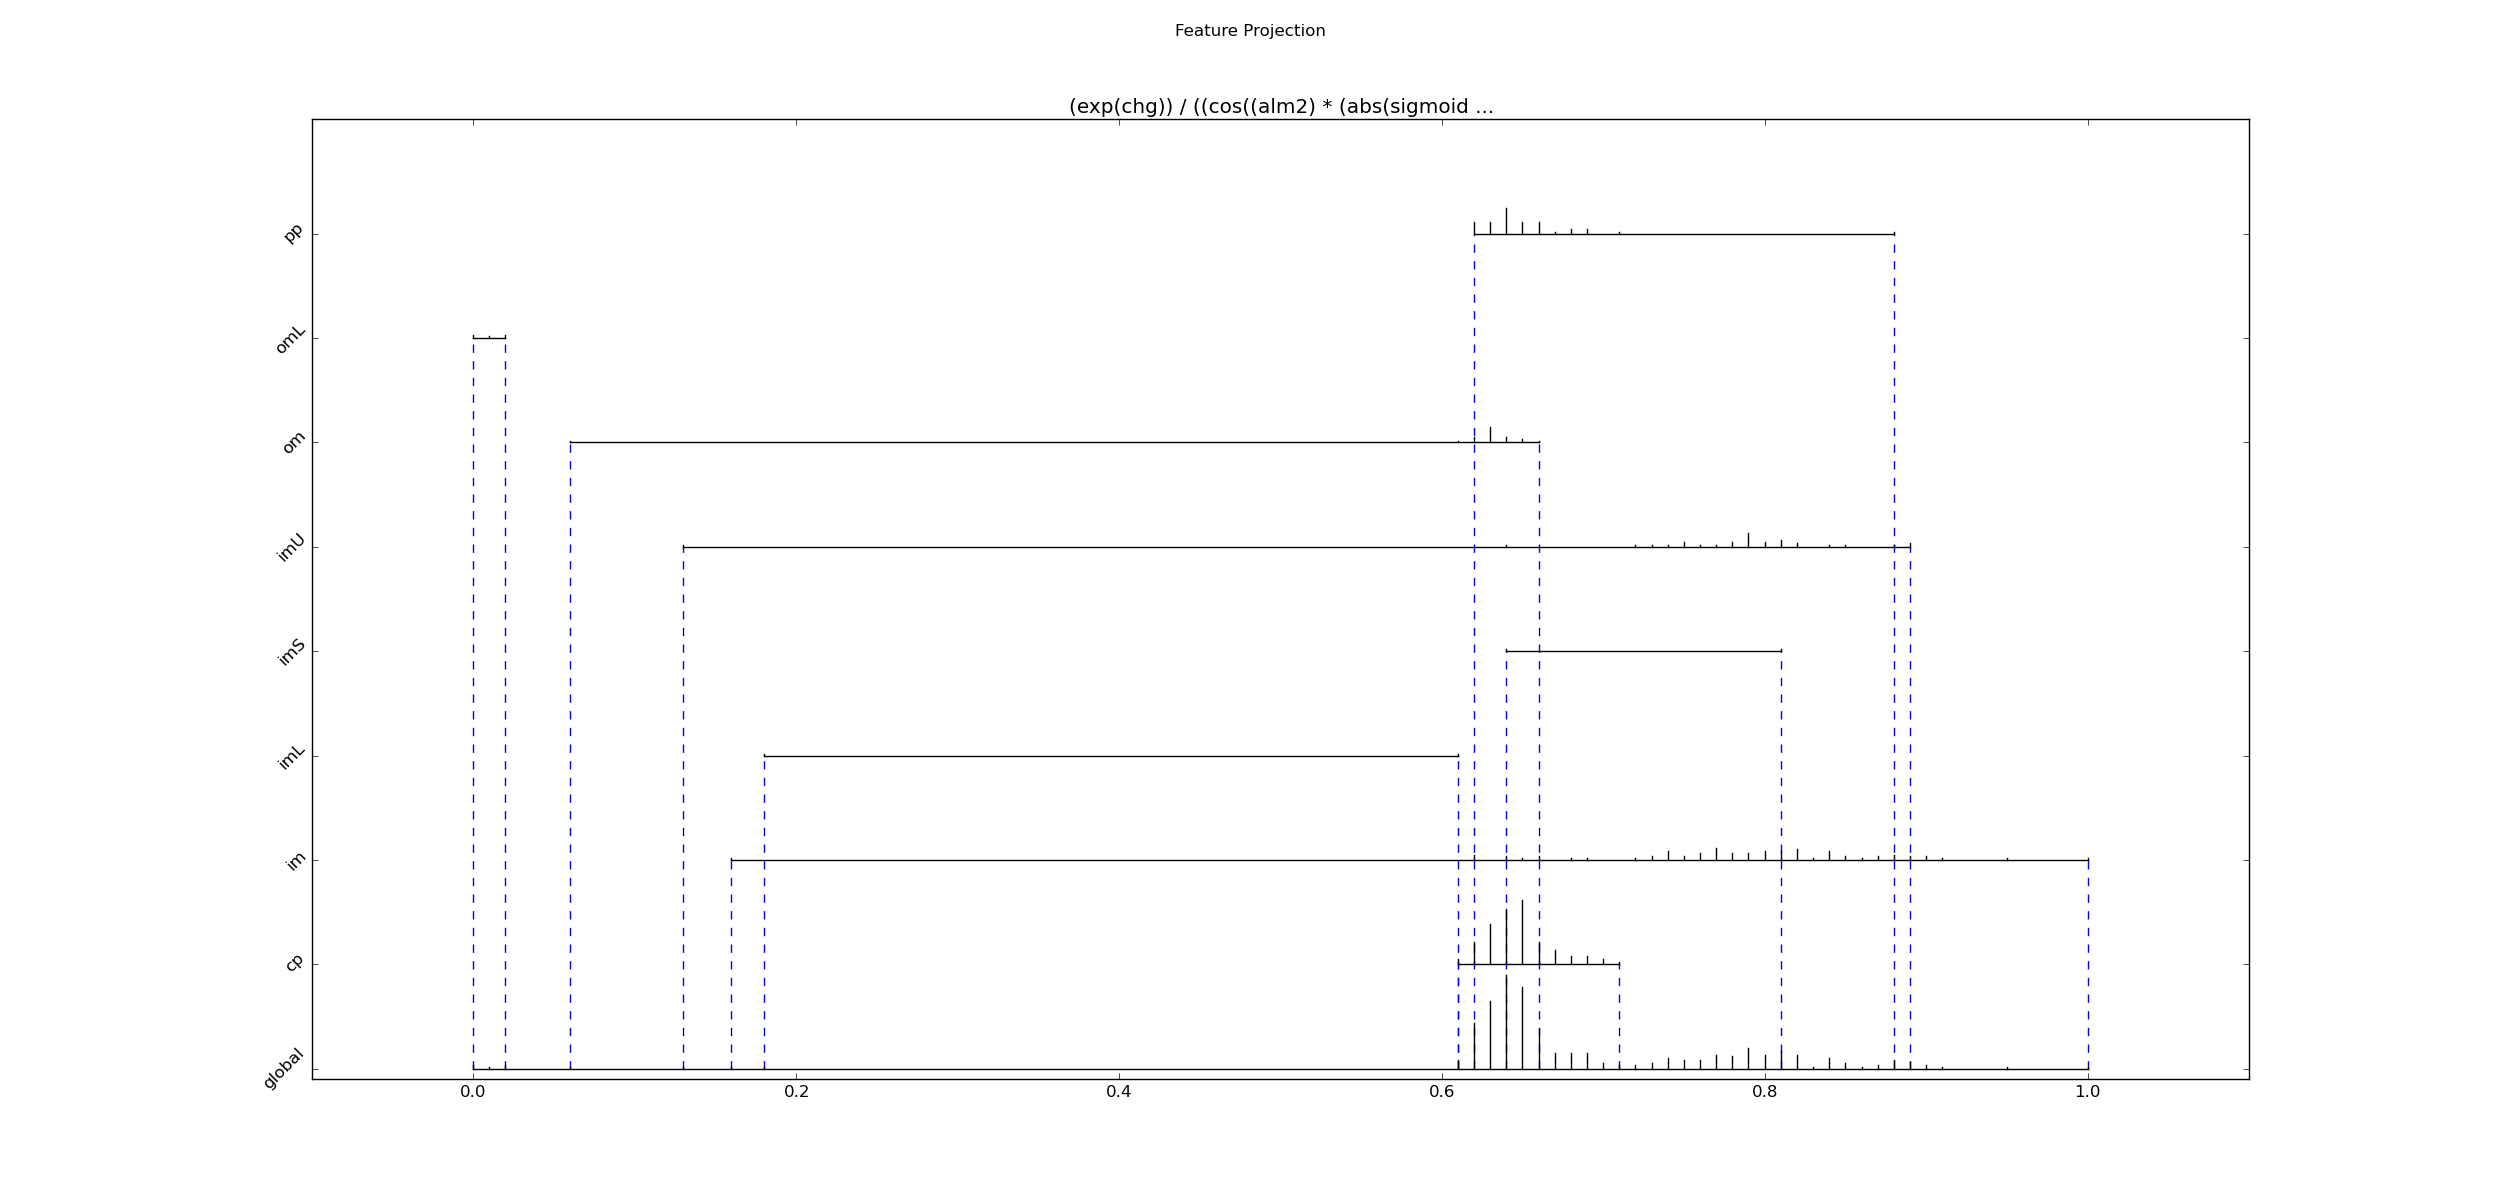 Feature Projection
(exp(chg)) / ((cos((alm2) * (abs(sigmoid ...
pp
omL
om
imU
imS
imL
im
cp
global
0.0 0.2 0.4 0.6 0.8 1.0